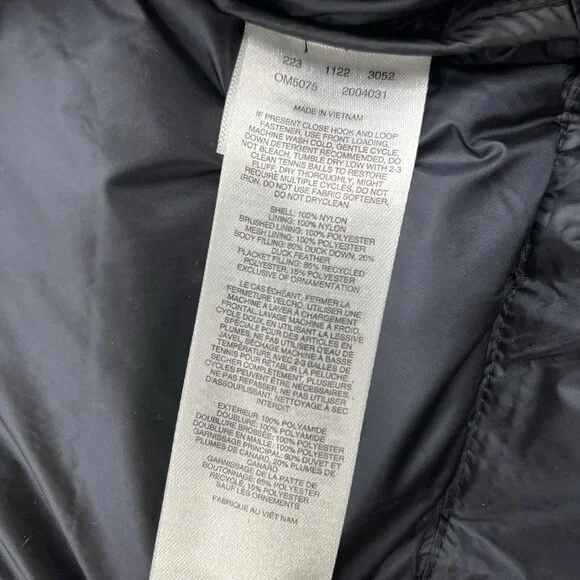 223 1122 3052
OM5075 2004031
MADE IN VIETNAM
IF PRESENT CLOSE HOOK AND LOOP
FASTENER, USE FRONT LOADING,
MACHINE WASH COLD, GENTLE CYCLE,
DOWN DETERGENT RECOMMENDED, DO
NOT BLEACH, TUMBLE DRY LOW WITH 2-3
CLEAN TENNIS BALLS TO RESTORE
FLUFF, DRY THOROUGHLY, MIGHT
REQUIRE MULTIPLE CYCLES, DO NOT
IRON, DO NOT USE FABRIC SOFTENER,
DO NOT DRYCLEAN
SHELL: 100% NYLON
LINING: 100% NYLON
BRUSHED LINING: 100% POLYESTER
MESH LINING: 100% POLYESTER
BODY FILLING: 80% DUCK DOWN, 20%
DUCK FEATHER
PLACKET FILLING: 85% RECYCLED
POLYESTER, 15% POLYESTER
EXCLUSIVE OF ORNAMENTATION
LE CAS ÉCHÉANT, FERMER LA
FERMETURE VELCRO, UTILISER UNE
MACHINE À LAVER À CHARGEMENT
FRONTAL, LAVAGE MACHINE À FROID,
CYCLE DOUX, EN UTILISANT LA LESSIVE
SPÉCIALE POUR DES ARTICLES EN
PLUMES, NE PAS UTILISER D'EAU DE
JAVEL, SÉCHAGE MACHINE À BASSE
TEMPÉRATURE AVEC 2-3 BALLES DE
TENNIS POUR RÉTABLIR LA PELUCHE,
SÉCHER COMPLÈTEMENT, PLUSIEURS
CYCLES PEUVENT ÊTRE NÉCESSAIRES,
NE PAS REPASSER, NE PAS UTILISER
D'ASSOUPLISSANT, NETTOYAGE À SEC
INTERDIT
EXTÉRIEUR: 100% POLYAMIDE
DOUBLURE: 100% POLYAMIDE
DOUBLURE BROSSÉE: 100% POLYESTER
DOUBLURE EN MAILLE: 100% POLYESTER
GARNISSAGE PRINCIPAL: 80% DUVET ET
PLUMES DE CANARD, 20% PLUMES DE
CANARD
GARNISSAGE DE LA PATTE DE
BOUTONNAGE: 85% POLYESTER
RECYCLÉ, 15% POLYESTER
SAUF LES ORNEMENTS
FABRIQUÉ AU VIÊT NAM